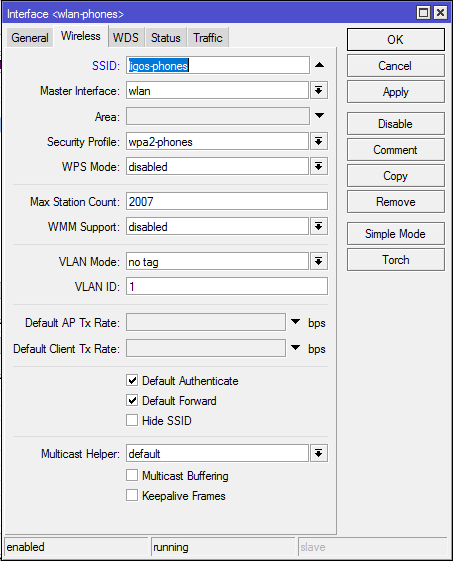 Interface <wlan-phones>
General Wireless WDS Status Traffic
SSID: jigos-phones
Master Interface: wlan
Area:
Security Profile: wpa2-phones
WPS Mode: disabled
Max Station Count: 2007
WMM Support: disabled
VLAN Mode: no tag
VLAN ID: 1
Default AP Tx Rate: bps
Default Client Tx Rate: bps
Default Authenticate
Default Forward
Hide SSID
Multicast Helper: default
Multicast Buffering
Keepalive Frames
OK
Cancel
Apply
Disable
Comment
Copy
Remove
Simple Mode
Torch
enabled running slave